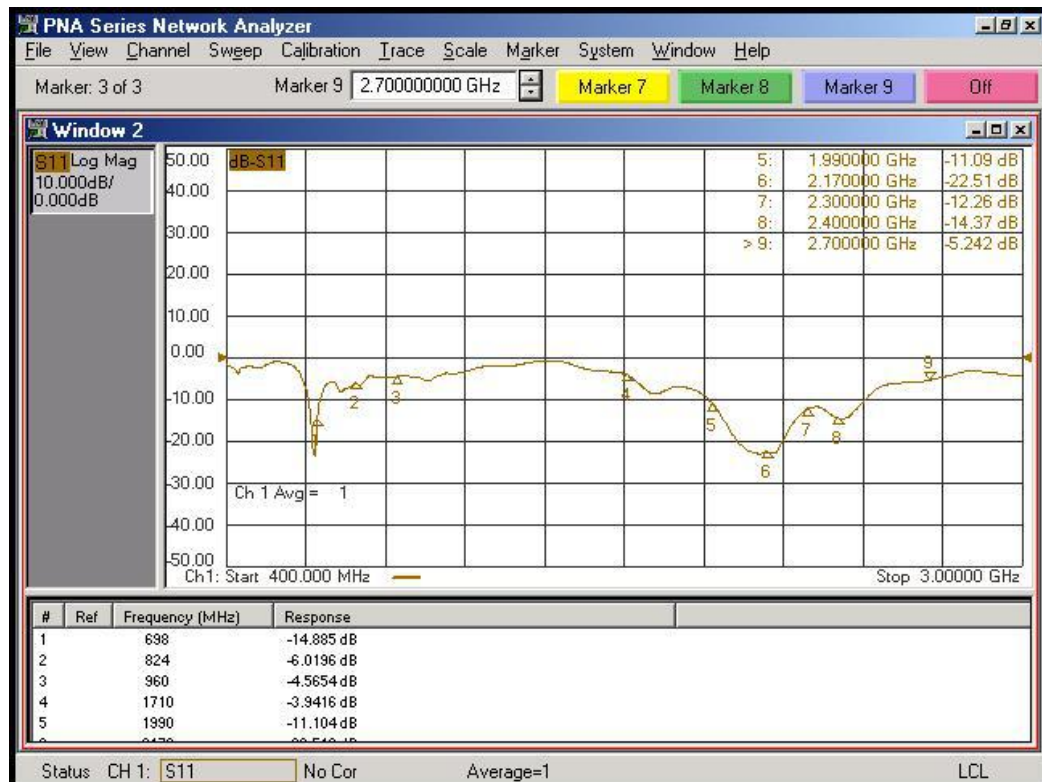 PNA Series Network Analyzer
File View Channel Sweep Calibration Trace Scale Marker System Window Help
Marker: 3 of 3 Marker 9 2.700000000 GHz Marker 7 Marker 8 Marker 9 Off
Window 2
S11 Log Mag
10.000dB/
0.000dB
dB-S11
50.00
40.00
30.00
20.00
10.00
0.00
-10.00
-20.00
-30.00
-40.00
-50.00
5: 1.990000 GHz -11.09 dB
6: 2.170000 GHz -22.51 dB
7: 2.300000 GHz -12.26 dB
8: 2.400000 GHz -14.37 dB
> 9: 2.700000 GHz -5.242 dB
2
3
4
5
6
7
8
9
Ch 1 Avg = 1
Ch1: Start 400.000 MHz Stop 3.00000 GHz
# Ref Frequency (MHz) Response
1 698 -14.885 dB
2 824 -6.0196 dB
3 960 -4.5654 dB
4 1710 -3.9416 dB
5 1990 -11.104 dB
Status CH 1: S11 No Cor Average=1 LCL